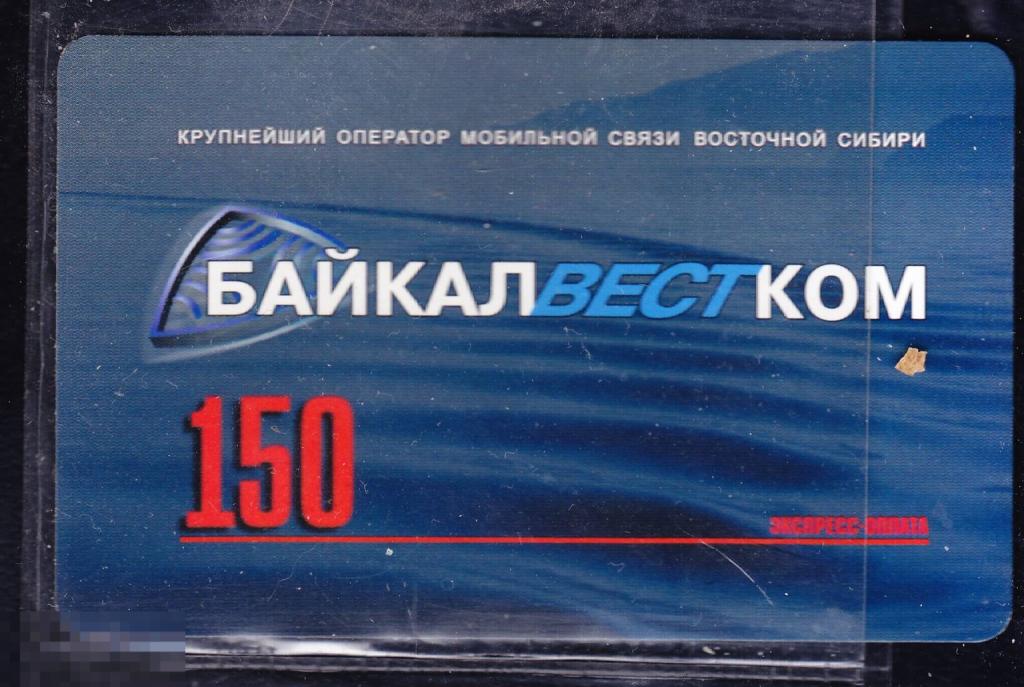 КРУПНЕЙШИЙ ОПЕРАТОР МОБИЛЬНОЙ СВЯЗИ ВОСТОЧНОЙ СИБИРИ
БАЙКАЛВЕСТКОМ
150
ЭКСПРЕСС-ОПЛАТА